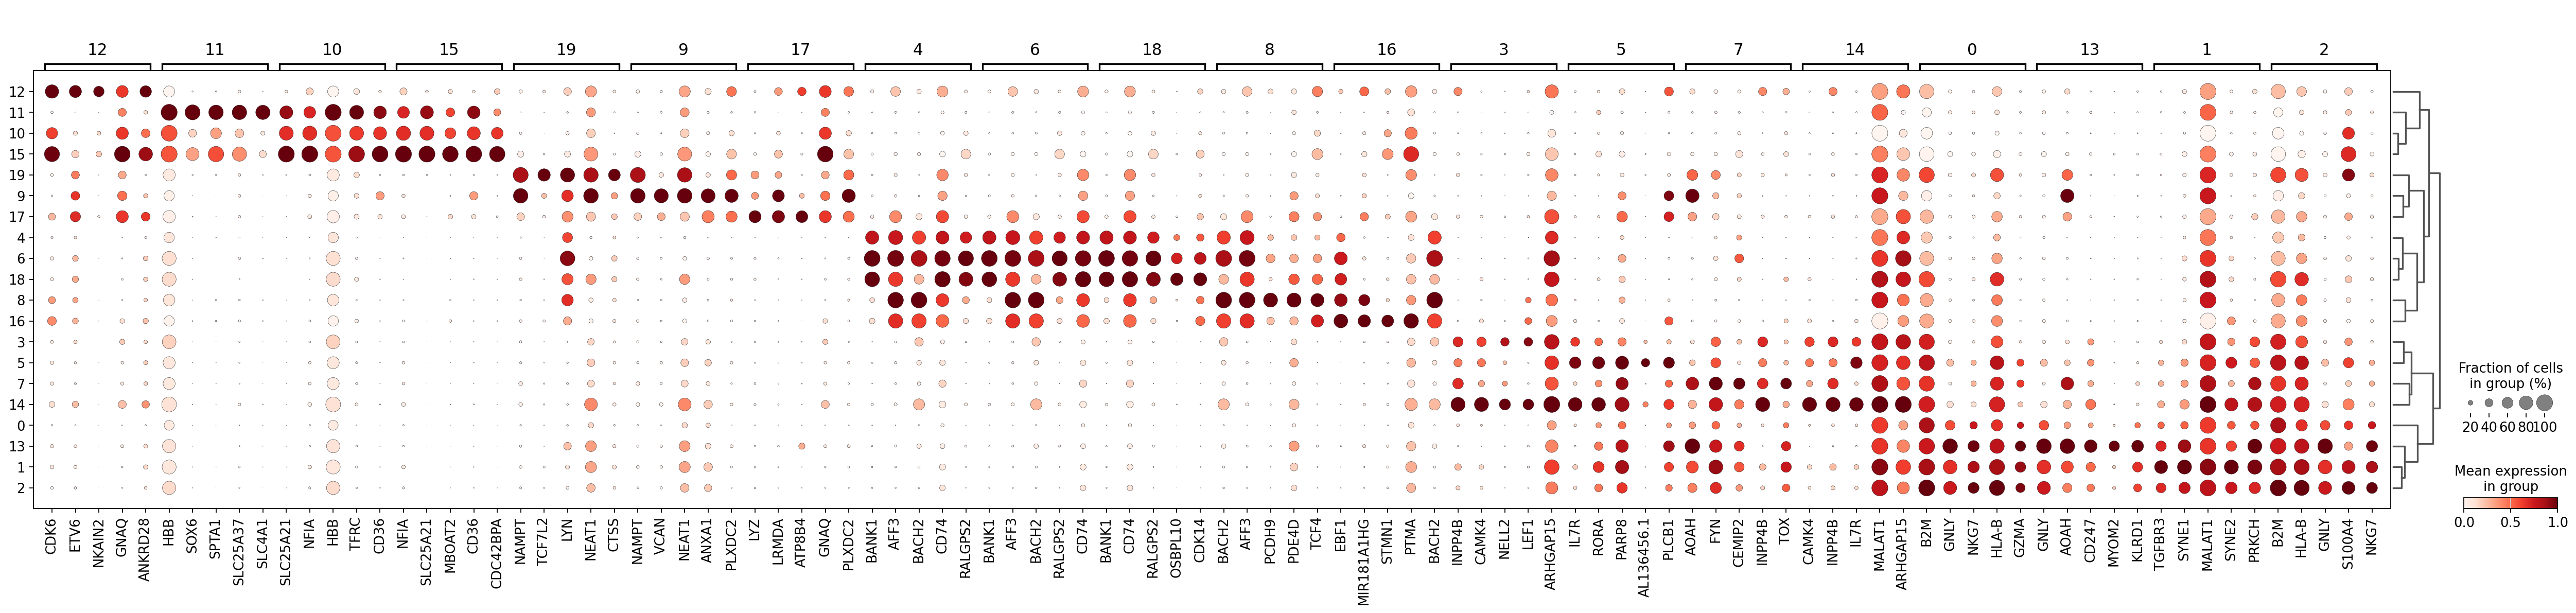 12 11 10 15 19 9 17 4 6 18 8 16 3 5 7 14 0 13 1 2
12
11
10
15
19
9
17
4
6
18
8
16
3
5
7
14
0
13
1
2
Fraction of cells
in group (%)
20 40 60 80 100
Mean expression
in group
0.0 0.5 1.0
CDK6 ETV6 NKAIN2 GNAQ ANKRD28 HBB SOX6 SPTA1 SLC25A37 SLC4A1 SLC25A21 NFIA HBB TFRC CD36 NFIA SLC25A21 MBOAT2 CD36 CDC42BPA NAMPT TCF7L2 LYN NEAT1 CTSS NAMPT VCAN NEAT1 ANXA1 PLXDC2 LYZ LRMDA ATP8B4 GNAQ PLXDC2 BANK1 AFF3 BACH2 CD74 RALGPS2 BANK1 AFF3 BACH2 RALGPS2 CD74 BANK1 CD74 RALGPS2 OSBPL10 CDK14 BACH2 AFF3 PCDH9 PDE4D TCF4 EBF1 MIR181A1HG STMN1 PTMA BACH2 INPP4B CAMK4 NELL2 LEF1 ARHGAP15 IL7R RORA PARP8 AL136456.1 PLCB1 AOAH FYN CEMIP2 INPP4B TOX CAMK4 INPP4B IL7R MALAT1 ARHGAP15 B2M GNLY NKG7 HLA-B GZMA GNLY AOAH CD247 MYOM2 KLRD1 TGFBR3 SYNE1 MALAT1 SYNE2 PRKCH B2M HLA-B GNLY S100A4 NKG7